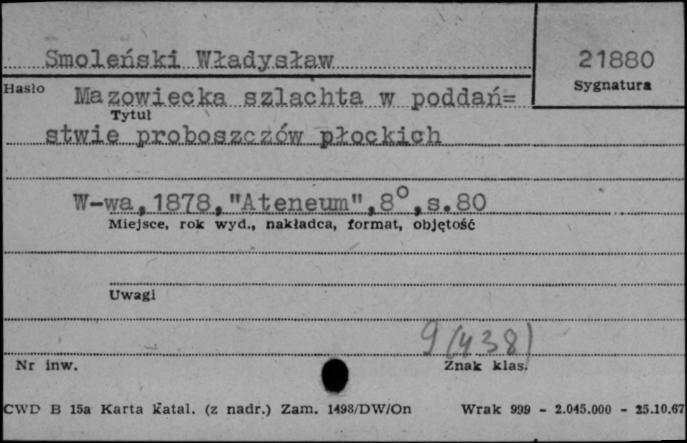 Smoleński Władysław
21880
Hasło
Sygnatura
Mazowiecka szlachta w poddań=
Tytuł
stwie proboszczów płockich
W-wa,1878,"Ateneum",8°,s.80
Miejsce, rok wyd., nakładca, format, objętość
Uwagi
9(438)
Nr inw.
Znak klas.
CWD B 15a Karta katal. (z nadr.) Zam. 1493/DW/On Wrak 999 - 2.045.000 - 25.10.67